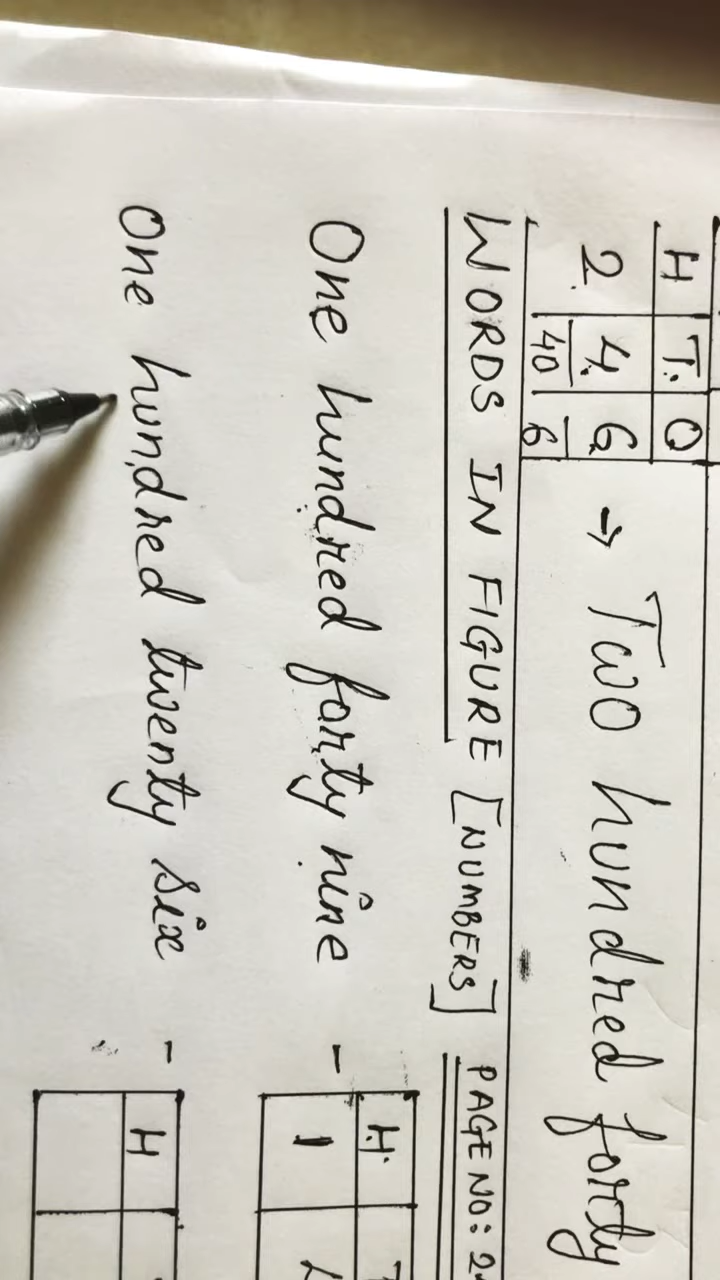 H T. O
2 4 6 → Two hundred forty
40 6
WORDS IN FIGURE [NUMBERS] PAGE NO: 2
One hundred forty nine - H.
1
One hundred twenty six - H